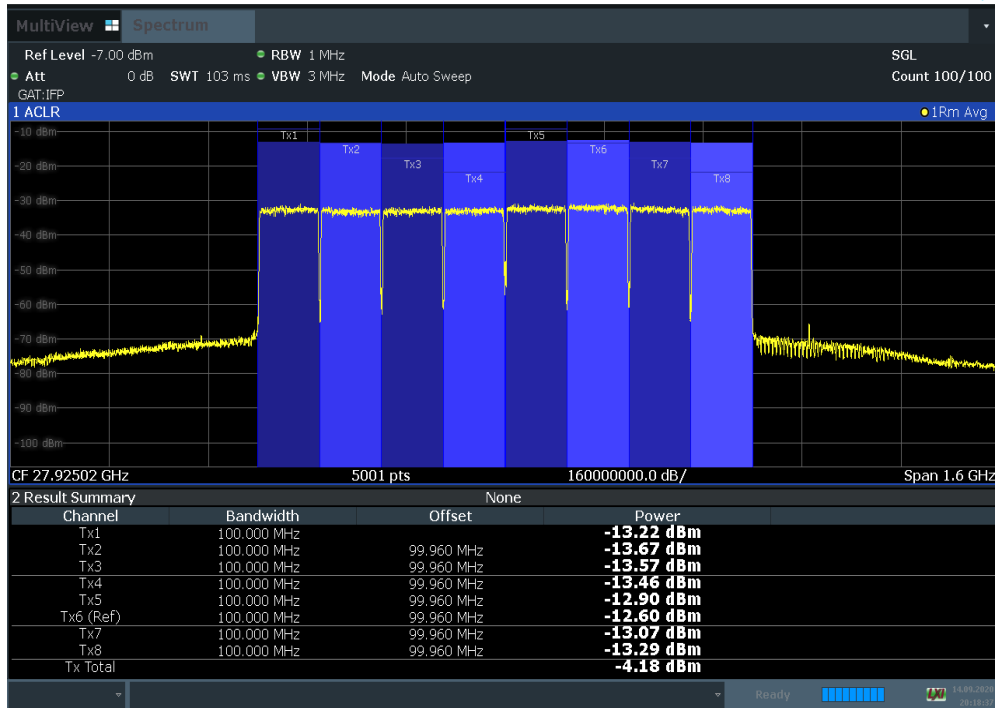 MultiView Spectrum
Ref Level -7.00 dBm RBW 1 MHz SGL
Att 0 dB SWT 103 ms VBW 3 MHz Mode Auto Sweep Count 100/100
GAT:IFP
1 ACLR 1Rm Avg
-10 dBm
Tx1 Tx5
Tx2 Tx6
-20 dBm Tx3 Tx7
Tx4 Tx8
-30 dBm
-40 dBm
-50 dBm
-60 dBm
-70 dBm
-80 dBm
-90 dBm
-100 dBm
CF 27.92502 GHz 5001 pts 160000000.0 dB/ Span 1.6 GHz
2 Result Summary None
Channel Bandwidth Offset Power
Tx1 100.000 MHz -13.22 dBm
Tx2 100.000 MHz 99.960 MHz -13.67 dBm
Tx3 100.000 MHz 99.960 MHz -13.57 dBm
Tx4 100.000 MHz 99.960 MHz -13.46 dBm
Tx5 100.000 MHz 99.960 MHz -12.90 dBm
Tx6 (Ref) 100.000 MHz 99.960 MHz -12.60 dBm
Tx7 100.000 MHz 99.960 MHz -13.07 dBm
Tx8 100.000 MHz 99.960 MHz -13.29 dBm
Tx Total -4.18 dBm
Ready LXI 14.09.2020
20:18:37